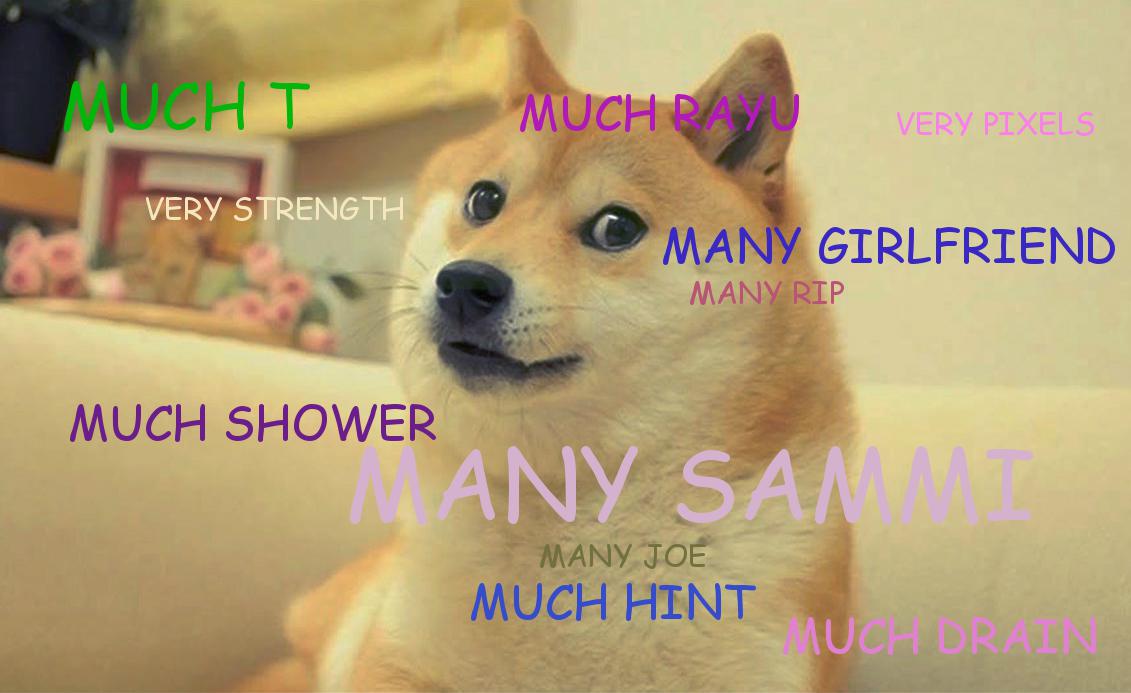 MUCH T
MUCH RAYU
VERY PIXELS
VERY STRENGTH
MANY GIRLFRIEND
MANY RIP
MUCH SHOWER
MANY SAMMI
MANY JOE
MUCH HINT
MUCH DRAIN